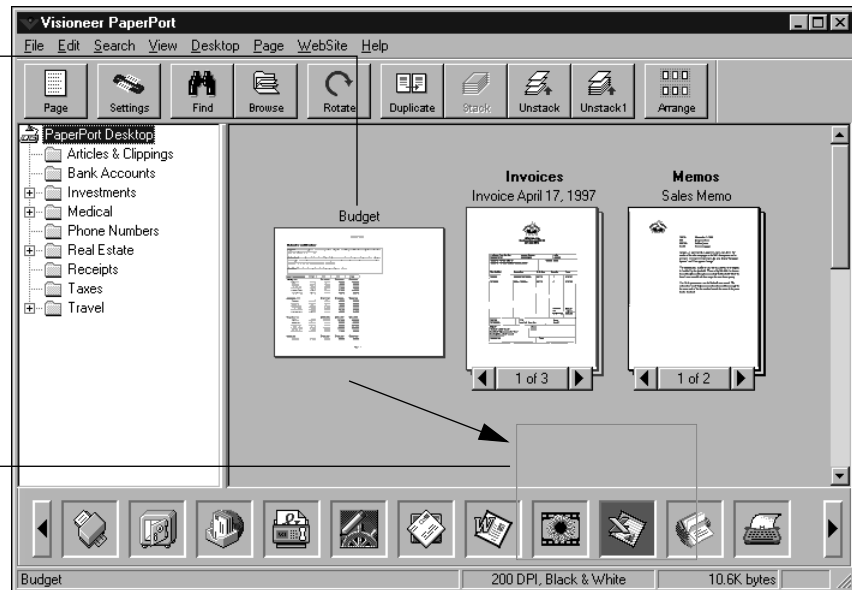 Visioneer PaperPort
File Edit Search View Desktop Page WebSite Help
Page Settings Find Browse Rotate Duplicate Stack Unstack Unstack1 Arrange
PaperPort Desktop
Articles & Clippings
Bank Accounts
Investments
Medical
Phone Numbers
Real Estate
Receipts
Taxes
Travel
Budget
Invoices
Invoice April 17, 1997
1 of 3
Memos
Sales Memo
1 of 2
Budget 200 DPI, Black & White 10.6K bytes